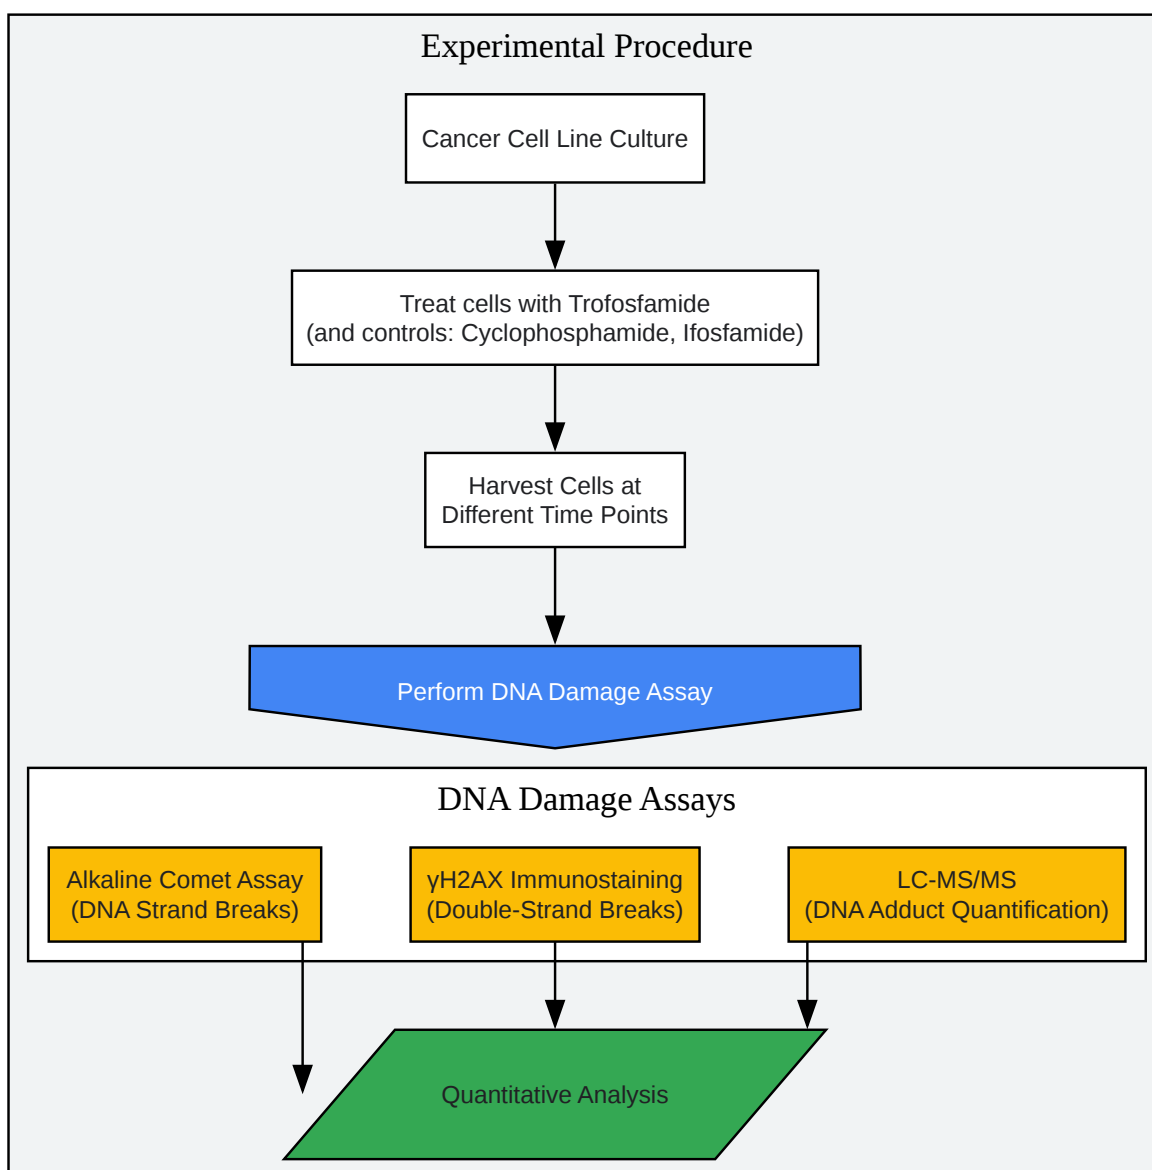 Experimental Procedure
Cancer Cell Line Culture
Treat cells with Trofosfamide
(and controls: Cyclophosphamide, Ifosfamide)
Harvest Cells at
Different Time Points
Perform DNA Damage Assay
DNA Damage Assays
Alkaline Comet Assay
(DNA Strand Breaks)
γH2AX Immunostaining
(Double-Strand Breaks)
LC-MS/MS
(DNA Adduct Quantification)
Quantitative Analysis